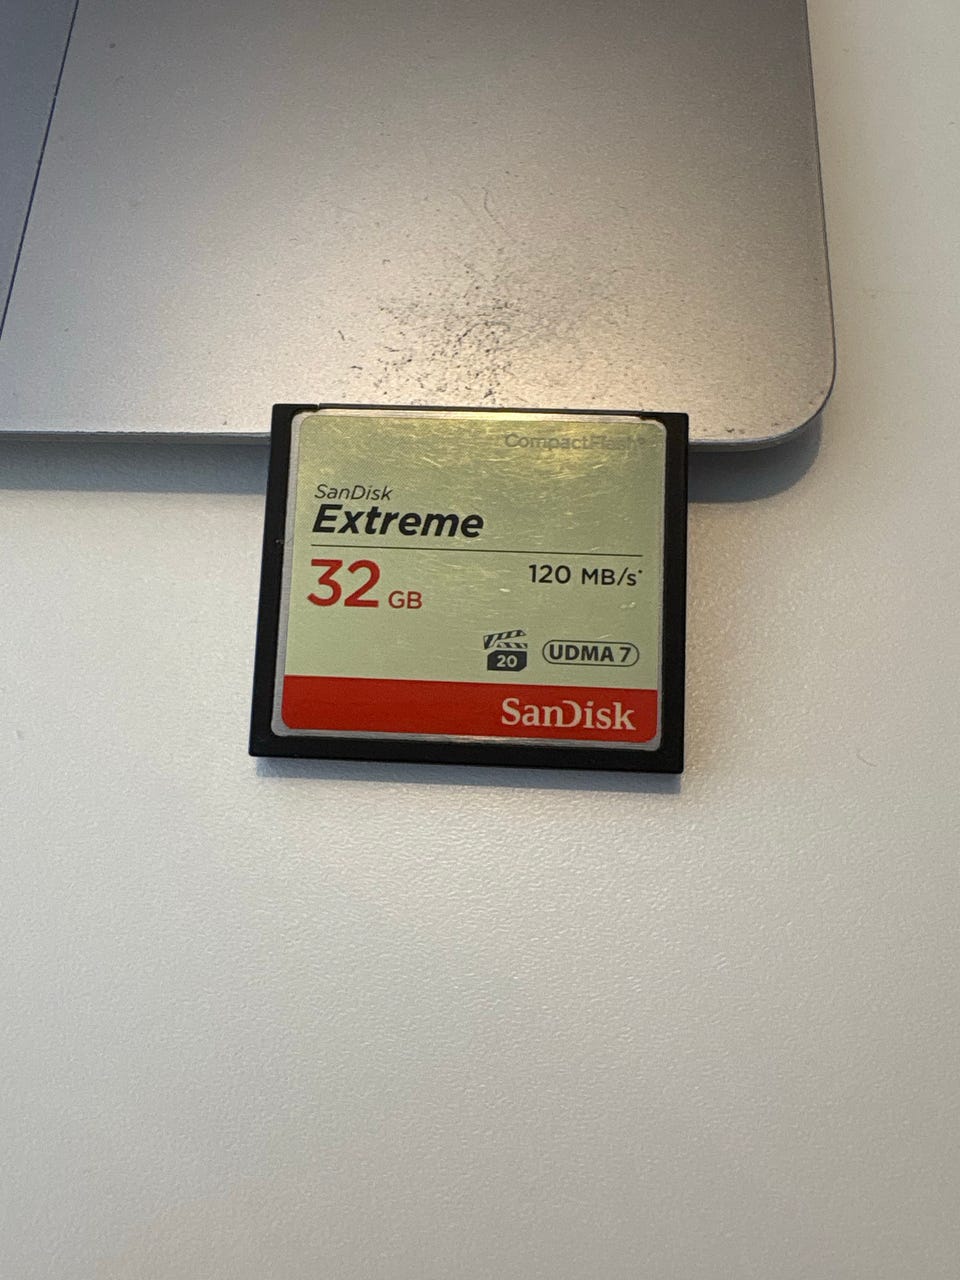 CompactFlash®
SanDisk
Extreme
32 GB
120 MB/s*
20 UDMA 7
SanDisk